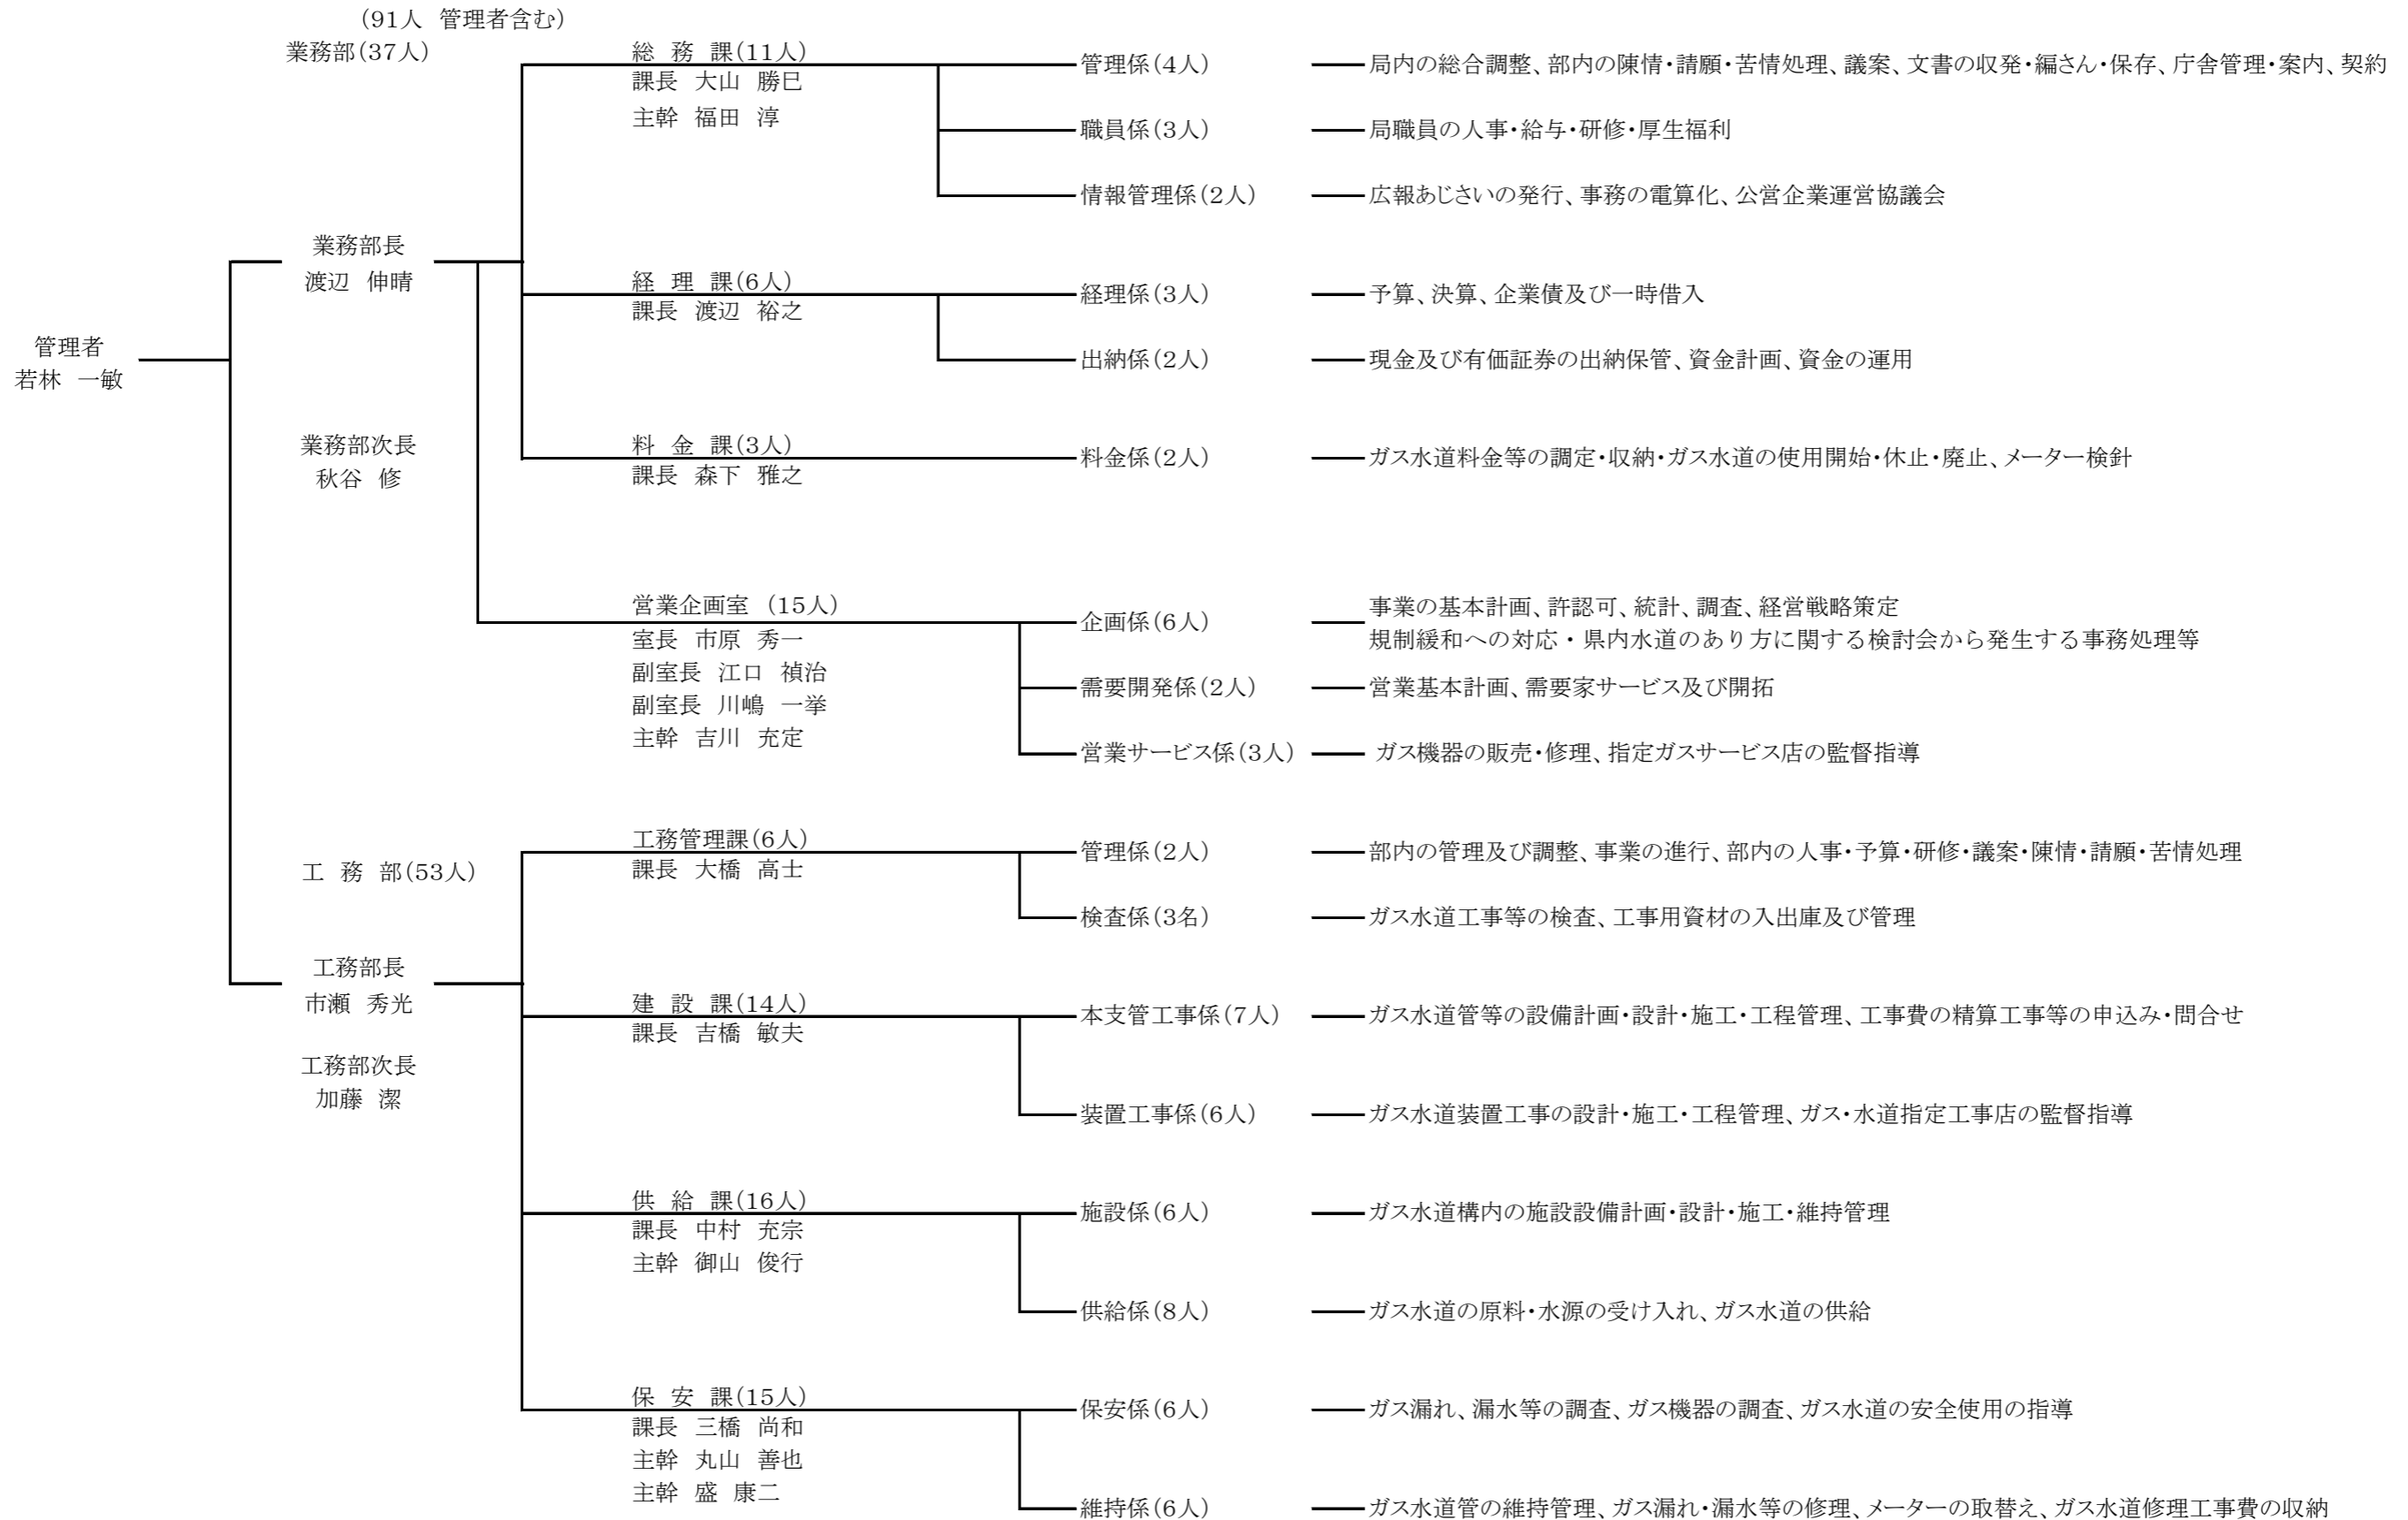 （91人　管理者含む）
業務部（37人）
総　務　課（11人）
課長　大山　勝巳
主幹　福田　淳
管理係（4人）
局内の総合調整、部内の陳情・請願・苦情処理、議案、文書の収発・編さん・保存、庁舎管理・案内、契約
職員係（3人）
局職員の人事・給与・研修・厚生福利
情報管理係（2人）
広報あじさいの発行、事務の電算化、公営企業運営協議会
業務部長
渡辺　伸晴
経　理　課（6人）
課長　渡辺　裕之
経理係（3人）
予算、決算、企業債及び一時借入
出納係（2人）
現金及び有価証券の出納保管、資金計画、資金の運用
管理者
若林　一敏
業務部次長
秋谷　修
料　金　課（3人）
課長　森下　雅之
料金係（2人）
ガス水道料金等の調定・収納・ガス水道の使用開始・休止・廃止、メーター検針
営業企画室　（15人）
室長　市原　秀一
副室長　江口　禎治
副室長　川嶋　一挙
主幹　吉川　充定
企画係（6人）
事業の基本計画、許認可、統計、調査、経営戦略策定
規制緩和への対応・県内水道のあり方に関する検討会から発生する事務処理等
需要開発係（2人）
営業基本計画、需要家サービス及び開拓
営業サービス係（3人）
ガス機器の販売・修理、指定ガスサービス店の監督指導
工　務　部（53人）
工務管理課（6人）
課長　大橋　高士
管理係（2人）
部内の管理及び調整、事業の進行、部内の人事・予算・研修・議案・陳情・請願・苦情処理
検査係（3名）
ガス水道工事等の検査、工事用資材の入出庫及び管理
工務部長
市瀬　秀光
工務部次長
加藤　潔
建　設　課（14人）
課長　吉橋　敏夫
本支管工事係（7人）
ガス水道管等の設備計画・設計・施工・工程管理、工事費の精算工事等の申込み・問合せ
装置工事係（6人）
ガス水道装置工事の設計・施工・工程管理、ガス・水道指定工事店の監督指導
供　給　課（16人）
課長　中村　充宗
主幹　御山　俊行
施設係（6人）
ガス水道構内の施設設備計画・設計・施工・維持管理
供給係（8人）
ガス水道の原料・水源の受け入れ、ガス水道の供給
保　安　課（15人）
課長　三橋　尚和
主幹　丸山　善也
主幹　盛　康二
保安係（6人）
ガス漏れ、漏水等の調査、ガス機器の調査、ガス水道の安全使用の指導
維持係（6人）
ガス水道管の維持管理、ガス漏れ・漏水等の修理、メーターの取替え、ガス水道修理工事費の収納